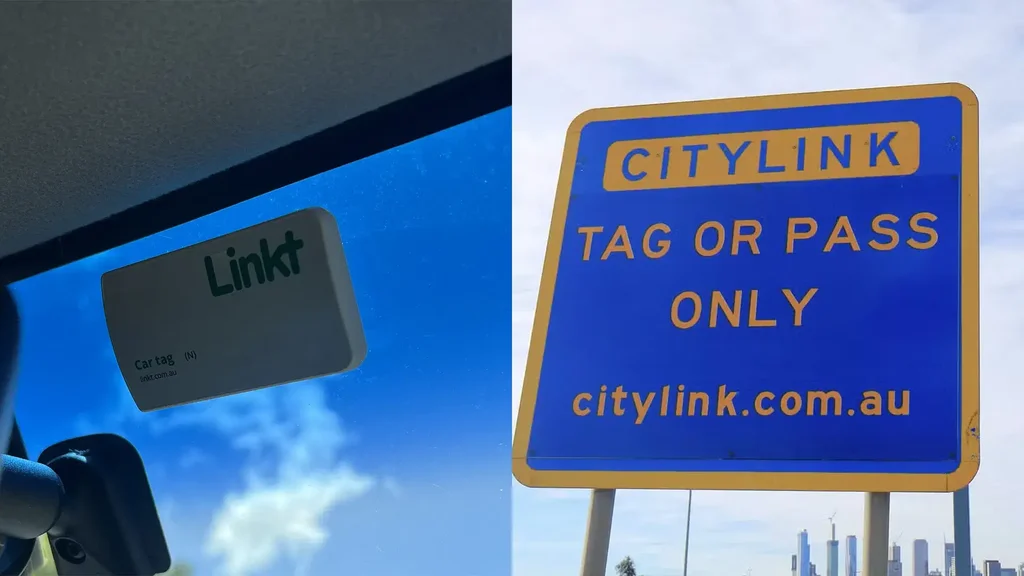 Linkt
Car tag (N)
linkt.com.au
CITYLINK
TAG OR PASS
ONLY
citylink.com.au